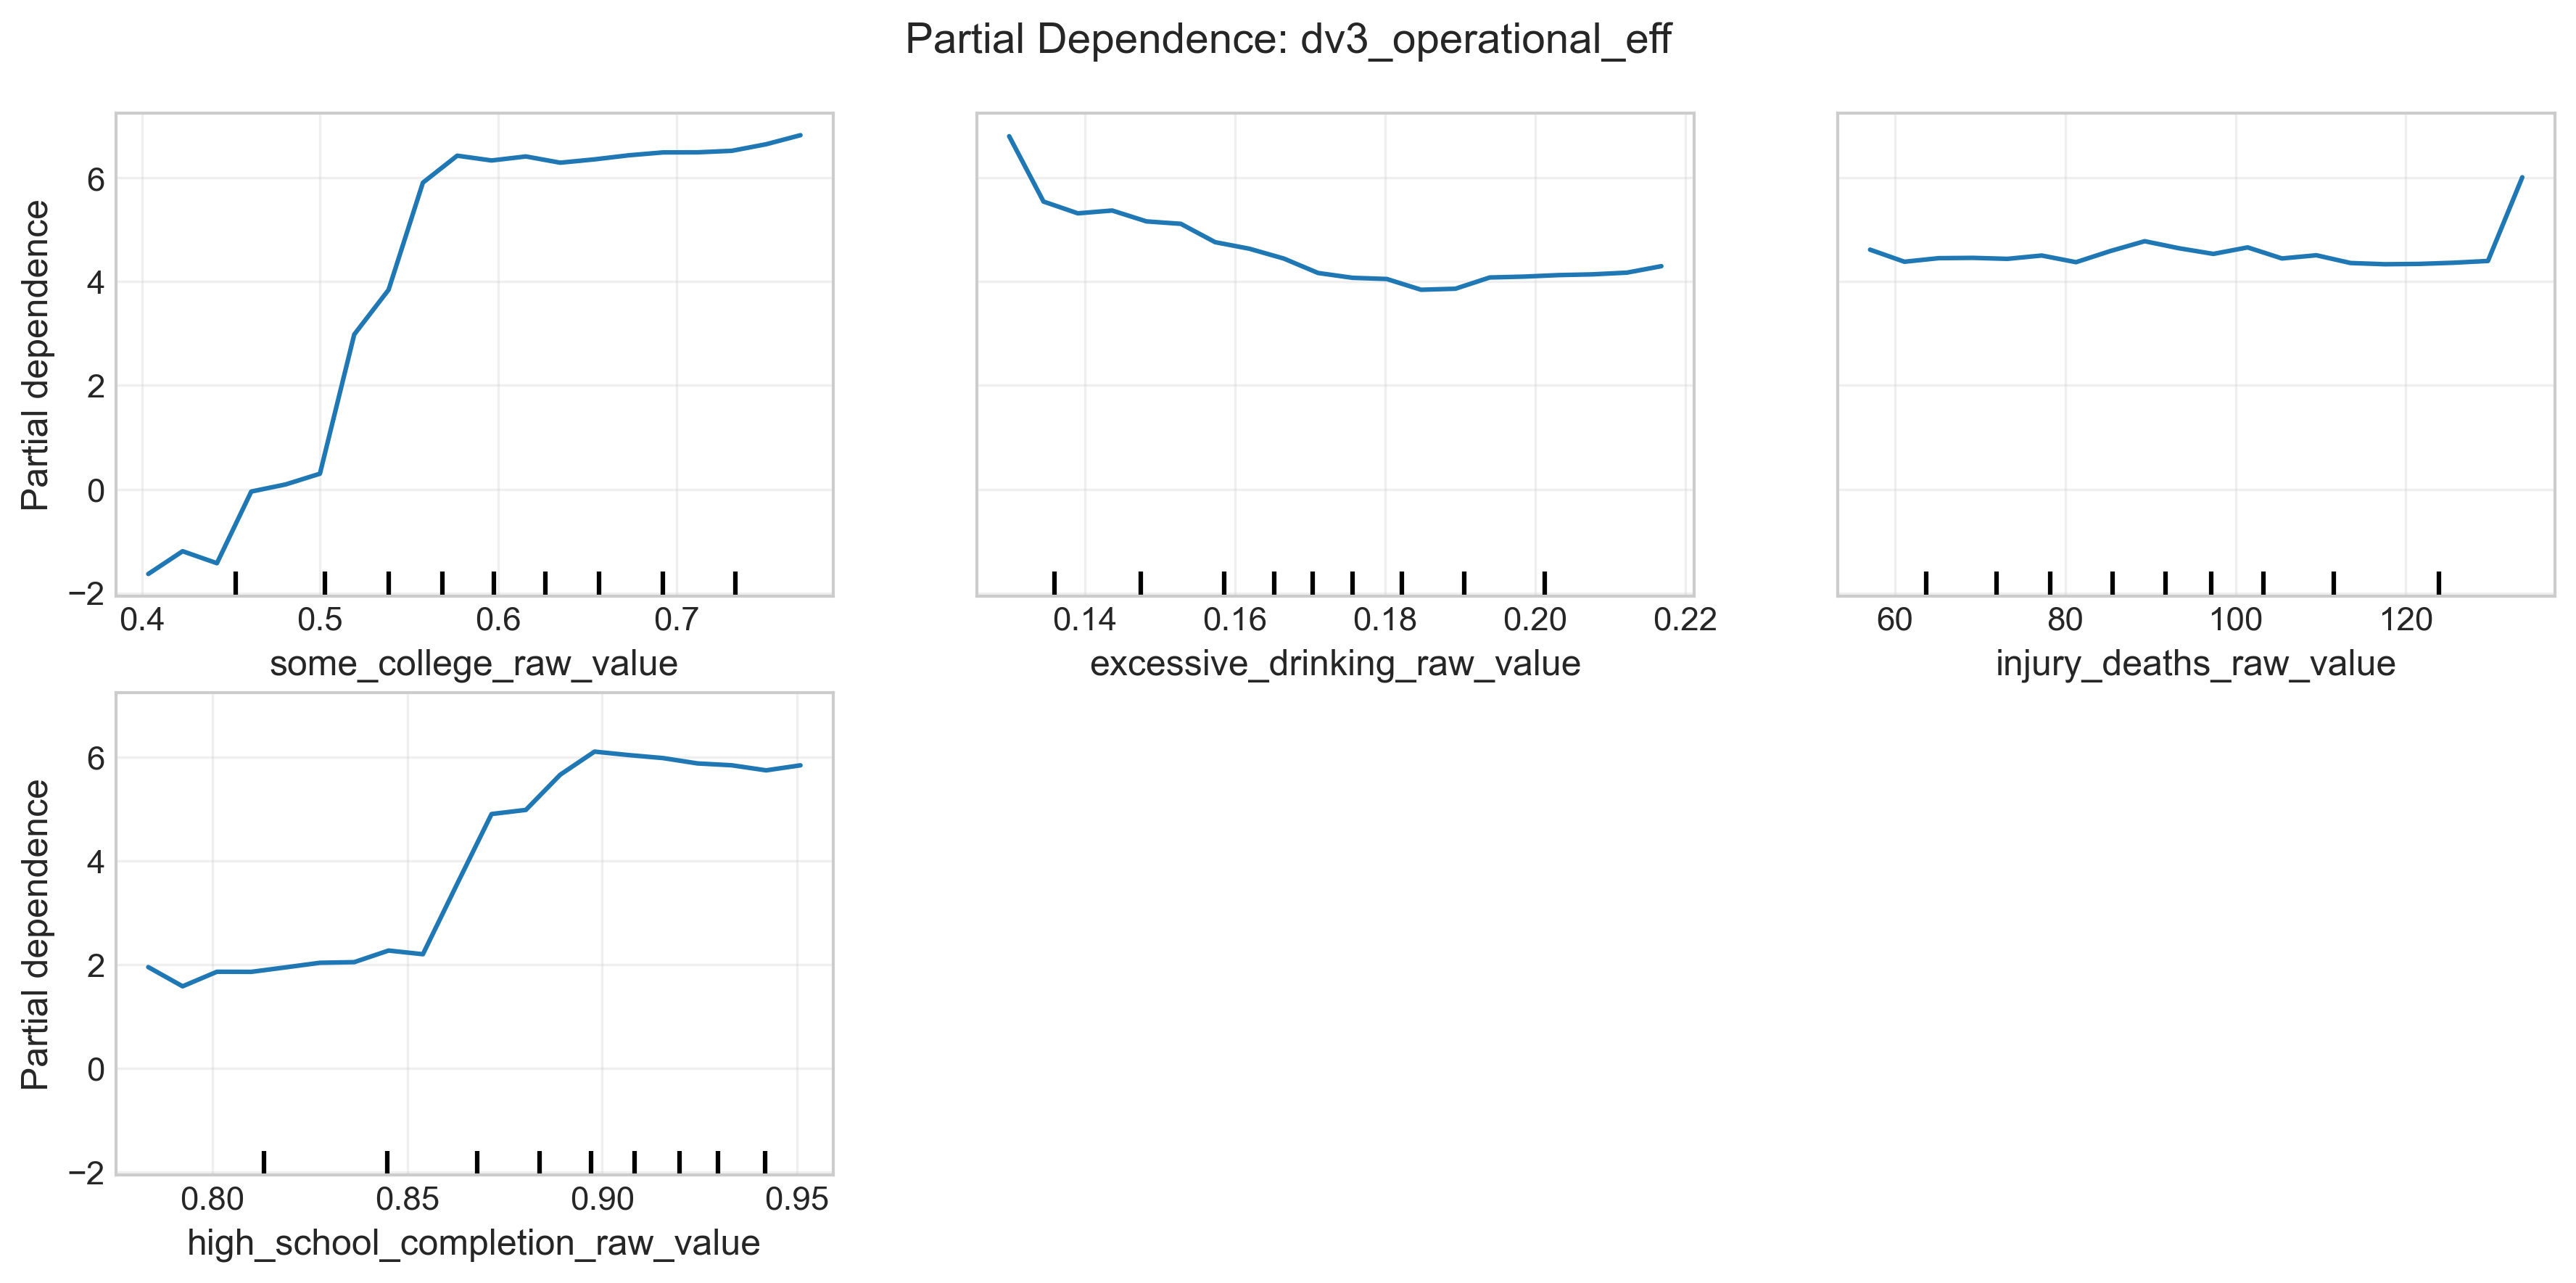 Partial Dependence: dv3_operational_eff
Partial dependence
6
4
2
0
−2
0.4 0.5 0.6 0.7
some_college_raw_value
0.14 0.16 0.18 0.20 0.22
excessive_drinking_raw_value
60 80 100 120
injury_deaths_raw_value
Partial dependence
6
4
2
0
−2
0.80 0.85 0.90 0.95
high_school_completion_raw_value